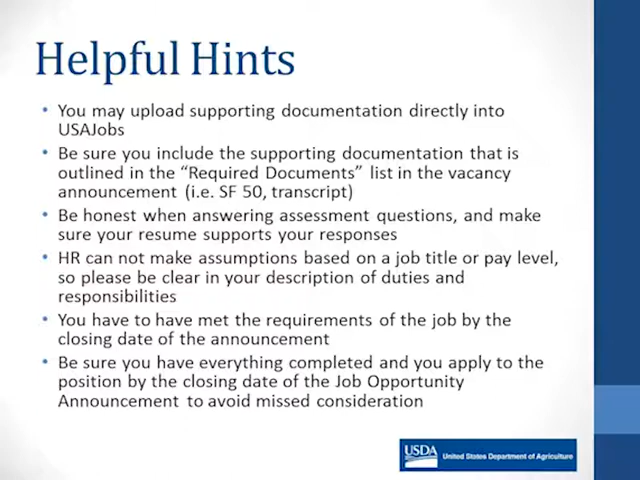 Helpful Hints
• You may upload supporting documentation directly into
USAJobs
• Be sure you include the supporting documentation that is
outlined in the “Required Documents” list in the vacancy
announcement (i.e. SF 50, transcript)
• Be honest when answering assessment questions, and make
sure your resume supports your responses
• HR can not make assumptions based on a job title or pay level,
so please be clear in your description of duties and
responsibilities
• You have to have met the requirements of the job by the
closing date of the announcement
• Be sure you have everything completed and you apply to the
position by the closing date of the Job Opportunity
Announcement to avoid missed consideration
USDA United States Department of Agriculture